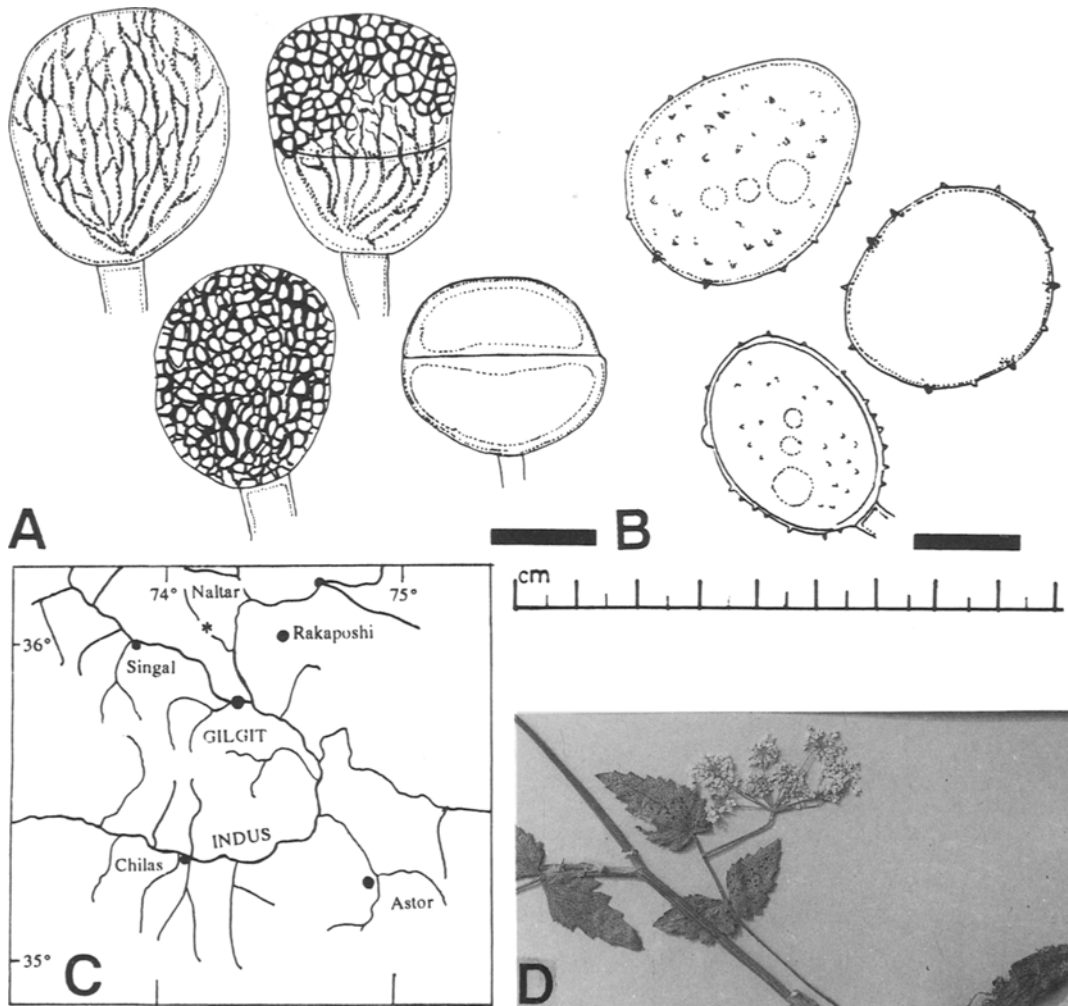 A
B
cm
74°
Naltar
75°
*
36°
Rakaposhi
Singal
GILGIT
INDUS
Chilas
Astor
35°
C
D